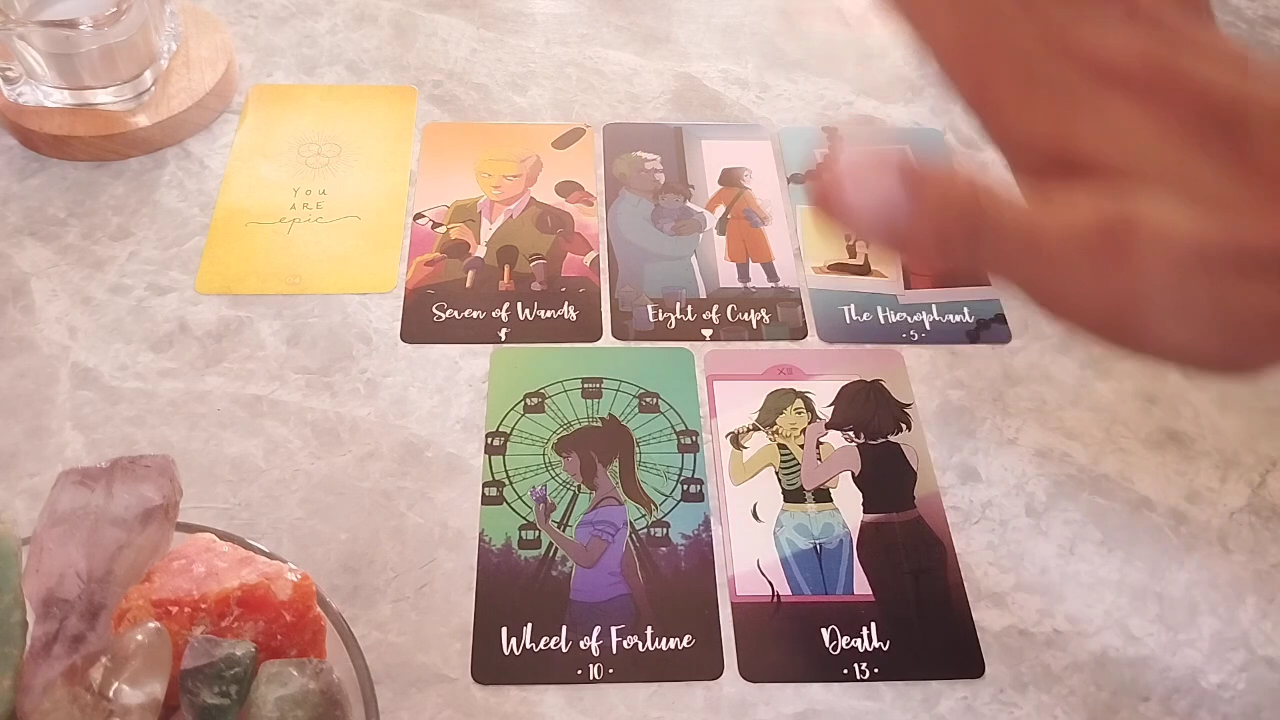 YOU
ARE
epic
Seven of Wands
Eight of Cups
The Hierophant
·5·
XIII
Wheel of Fortune
·10·
Death
·13·